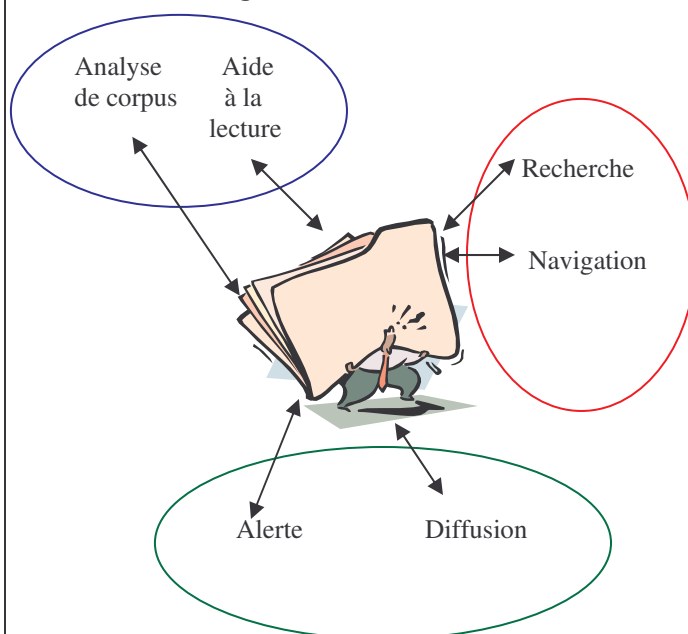 Analyse
de corpus
Aide
à la
lecture
Recherche
Navigation
Alerte
Diffusion